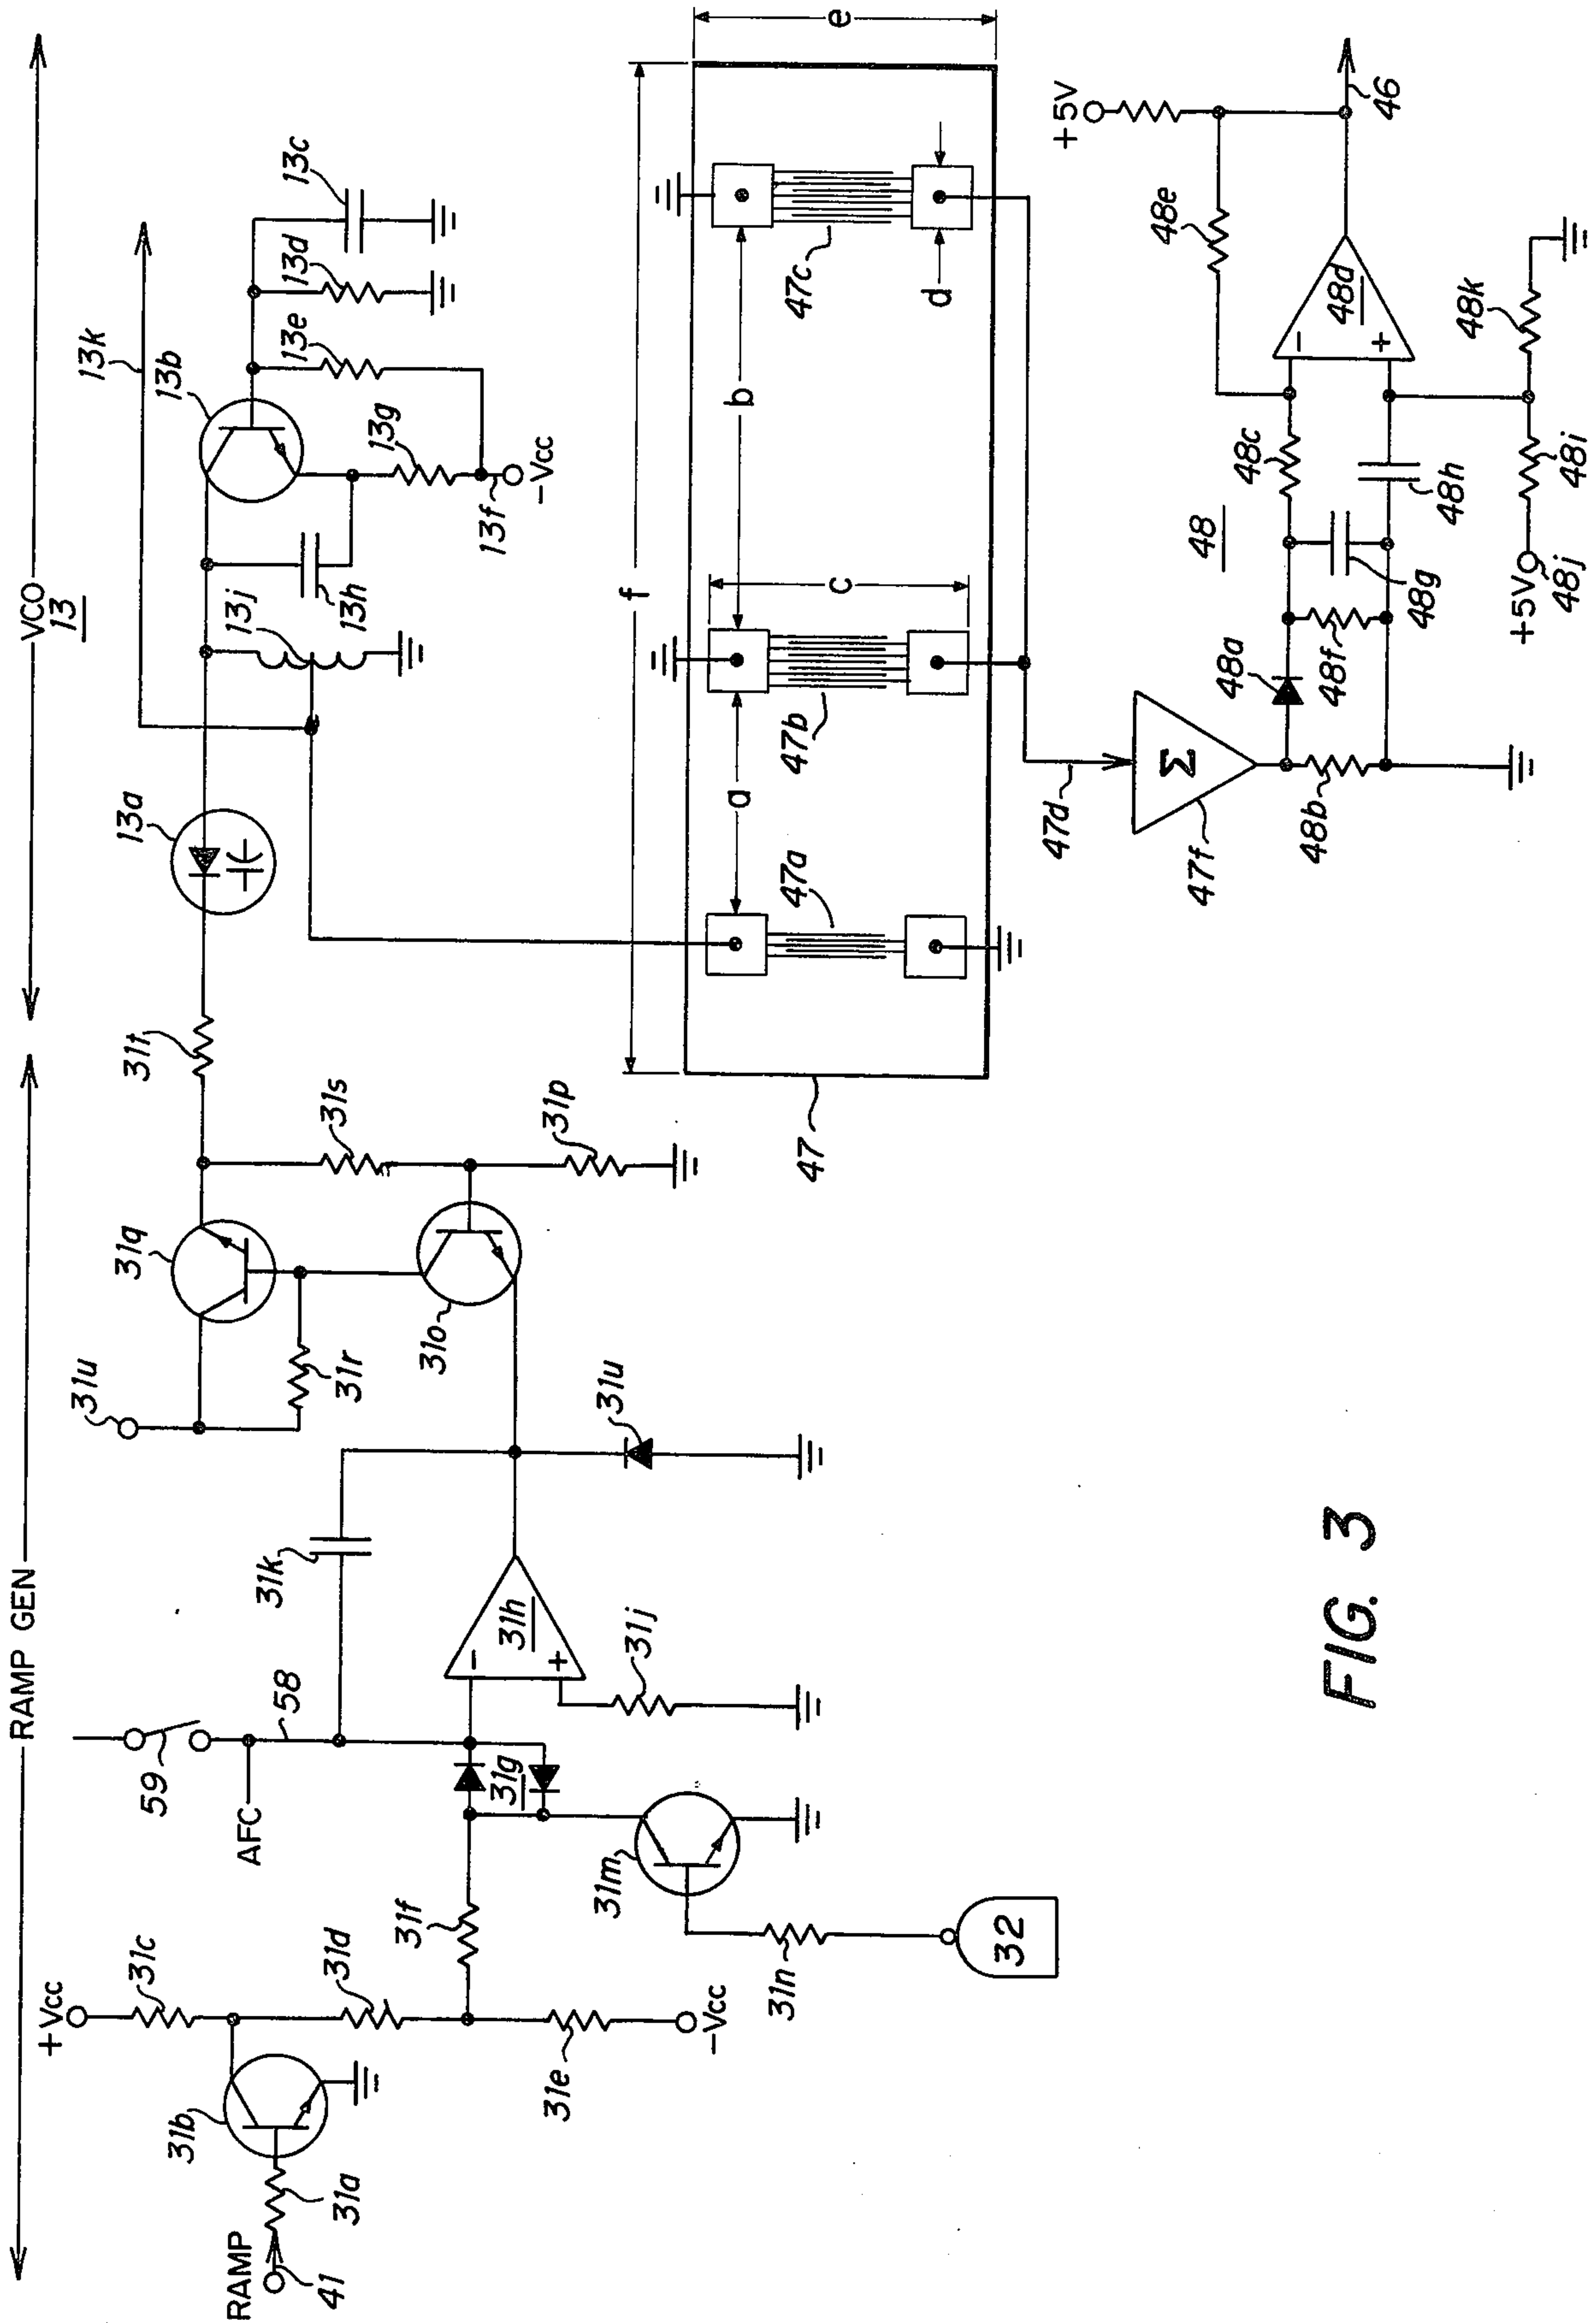 RAMP GEN
VCO
13
RAMP
41
31a
31b
+Vcc
31c
31d
31e
-Vcc
31f
AFC
59
58
31g
31m
31n
32
31h
31j
31k
31u
31u
31r
31q
31o
31s
31p
31t
13a
13j
13h
13k
13b
13g
13f
-Vcc
13e
13d
13c
47
f
e
a
b
c
d
47a
47b
47c
47d
Σ
47f
48b
48a
48f
48g
48
48c
48h
48e
48d
+5V
46
+5V
48j
48i
48k
FIG. 3